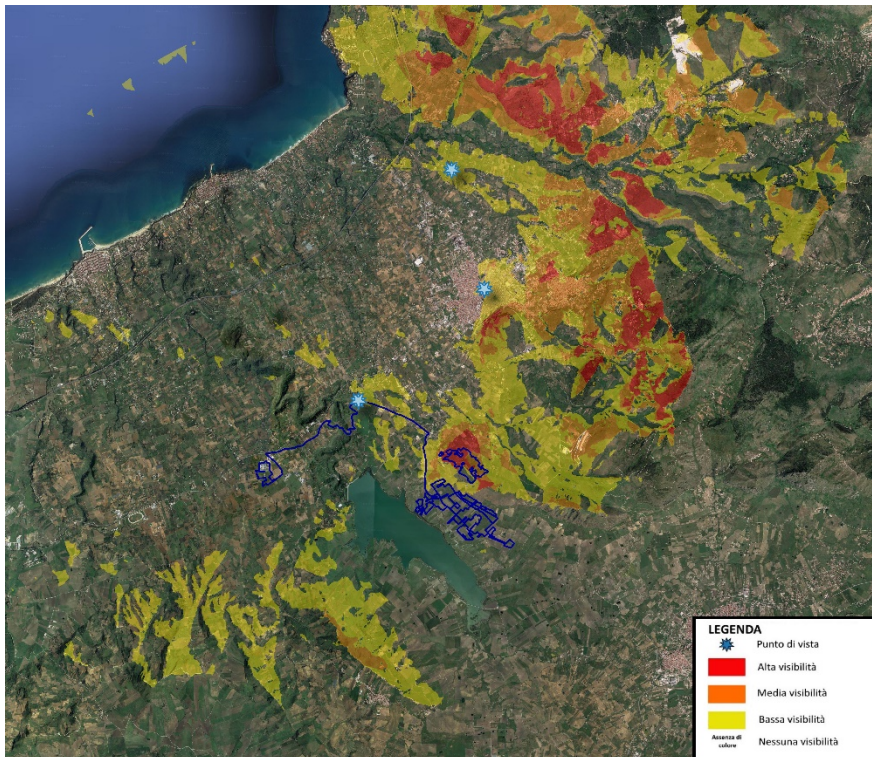 LEGENDA
Punto di vista
Alta visibilità
Media visibilità
Bassa visibilità
Assenza di
colore
Nessuna visibilità